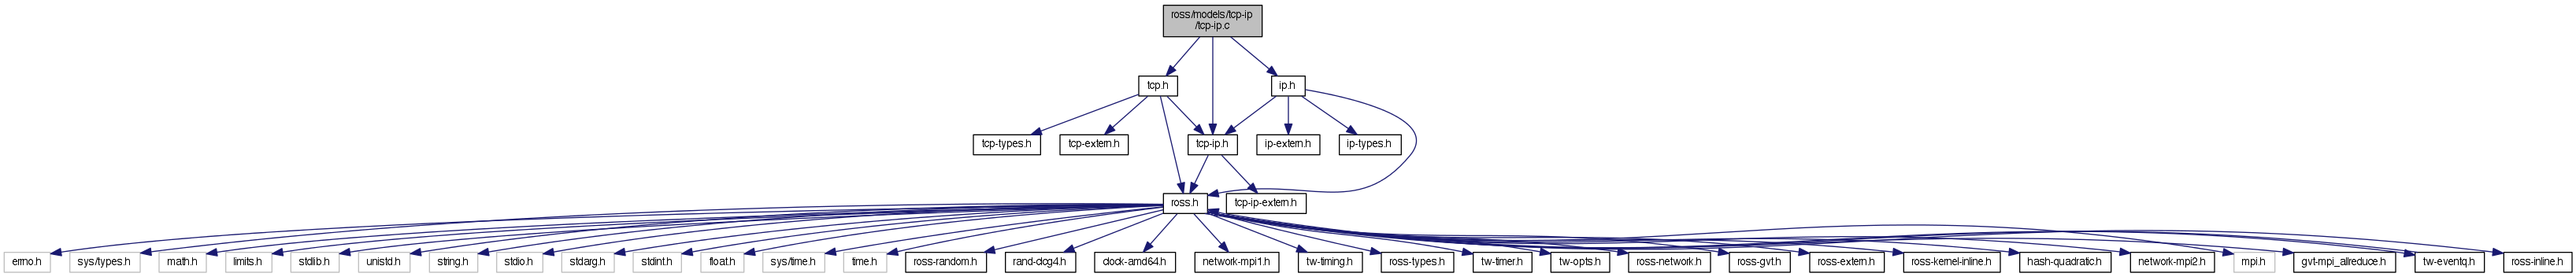 ross/models/tcp-ip
/tcp-ip.c
tcp.h
ip.h
tcp-types.h
tcp-extern.h
tcp-ip.h
ip-extern.h
ip-types.h
ross.h
tcp-ip-extern.h
errno.h
sys/types.h
math.h
limits.h
stdlib.h
unistd.h
string.h
stdio.h
stdarg.h
stdint.h
float.h
sys/time.h
time.h
ross-random.h
rand-clcg4.h
clock-amd64.h
network-mpi1.h
tw-timing.h
ross-types.h
tw-timer.h
tw-opts.h
ross-network.h
ross-gvt.h
ross-extern.h
ross-kernel-inline.h
hash-quadratic.h
network-mpi2.h
mpi.h
gvt-mpi_allreduce.h
tw-eventq.h
ross-inline.h